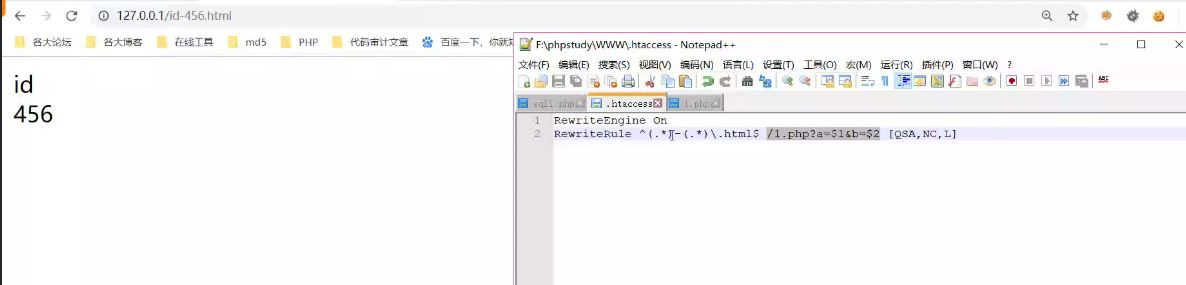 127.0.0.1/id-456.html
各大论坛 各大博客 在线工具 md5 PHP 代码审计文章 百度一下，你就知
id
456
F:\phpstudy\WWW\.htaccess - Notepad++
文件(F) 编辑(E) 搜索(S) 视图(V) 编码(N) 语言(L) 设置(T) 工具(O) 宏(M) 运行(R) 插件(P) 窗口(W) ?
sqli.php .htaccess 1.php
1 RewriteEngine On
2 RewriteRule ^(.*)-(.*)\.html$ /1.php?a=$1&b=$2 [QSA,NC,L]